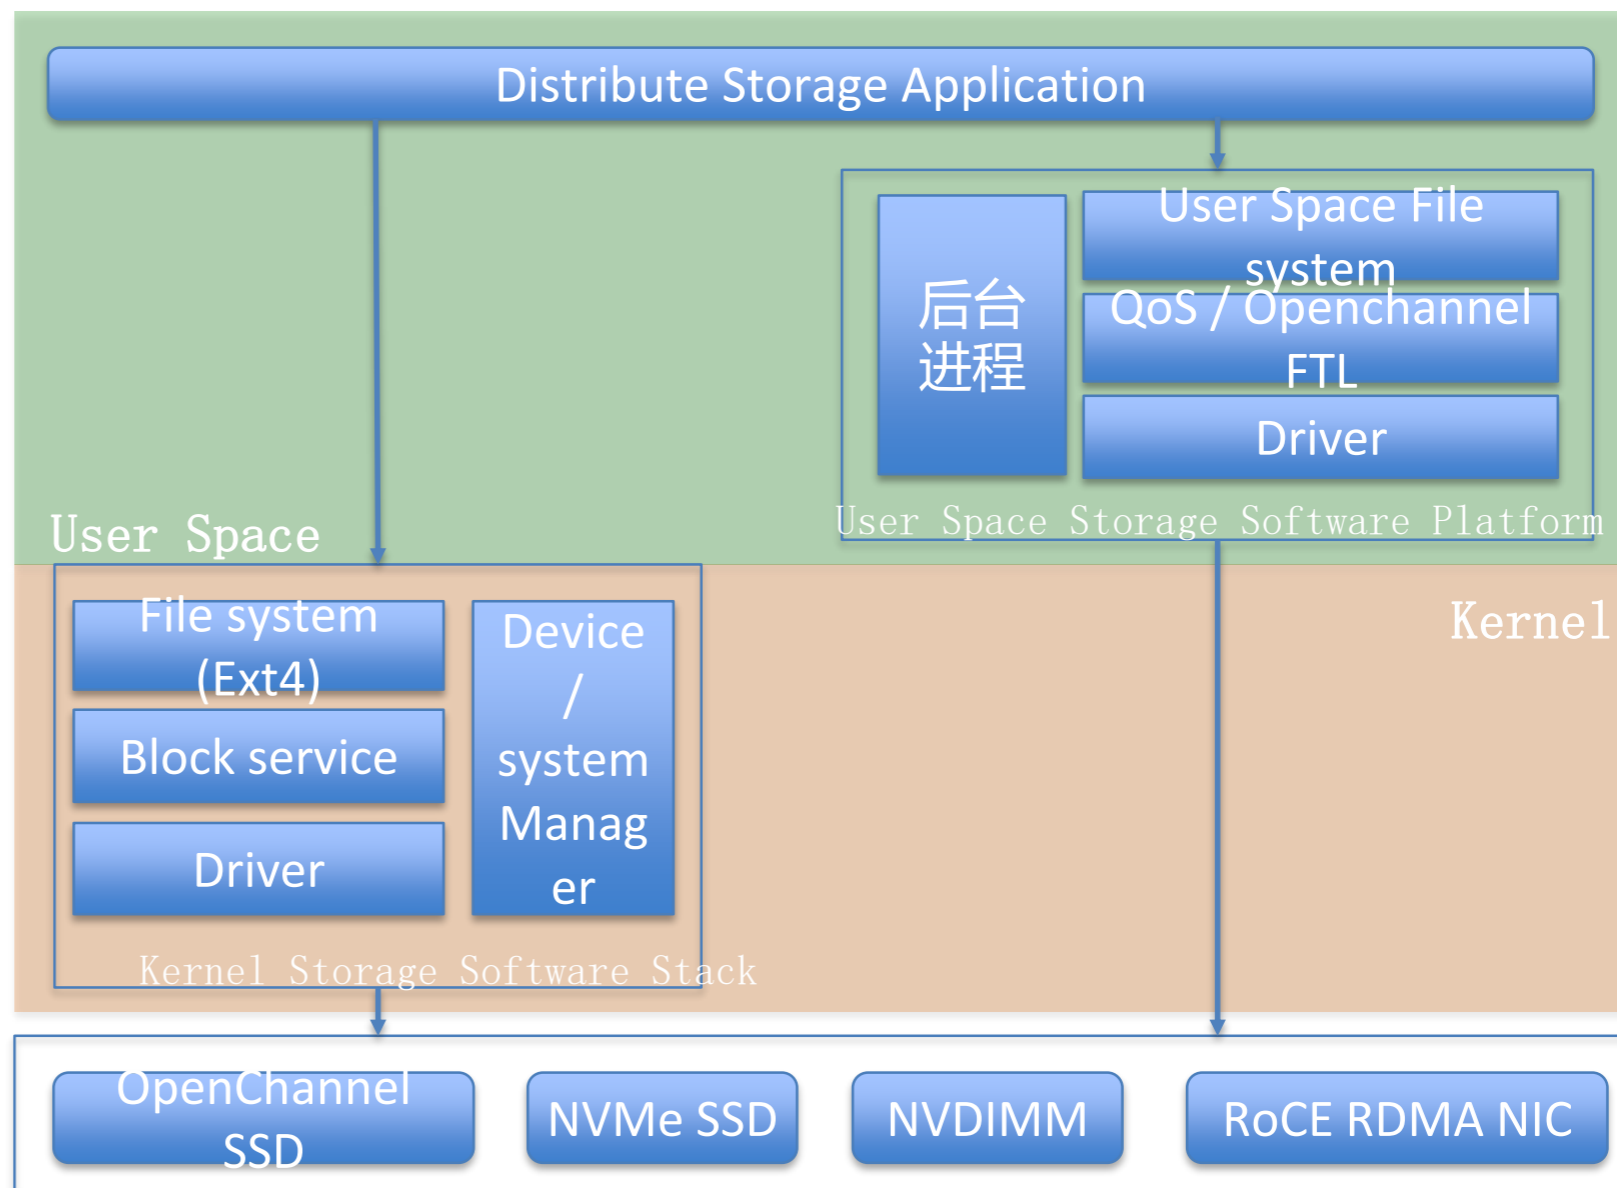 Distribute Storage Application
User Space File
system
后台
进程
QoS / Openchannel
FTL
Driver
User Space Storage Software Platform
User Space
Kernel
File system
(Ext4)
Block service
Driver
Device
/
system
Manag
er
Kernel Storage Software Stack
OpenChannel
SSD
NVMe SSD
NVDIMM
RoCE RDMA NIC